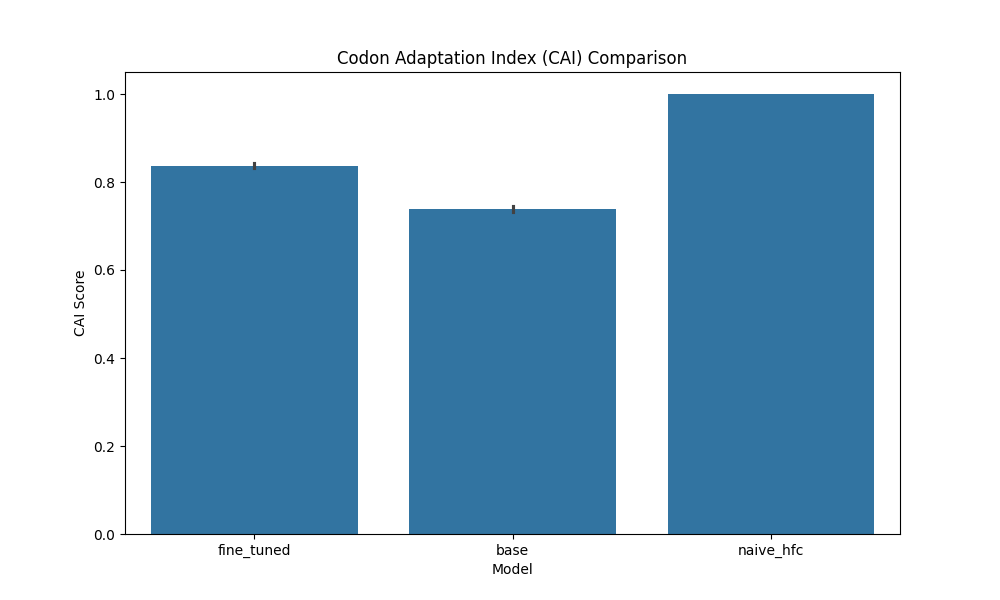 Codon Adaptation Index (CAI) Comparison
1.0
0.8
0.6
0.4
0.2
0.0
CAI Score
fine_tuned
base
naive_hfc
Model